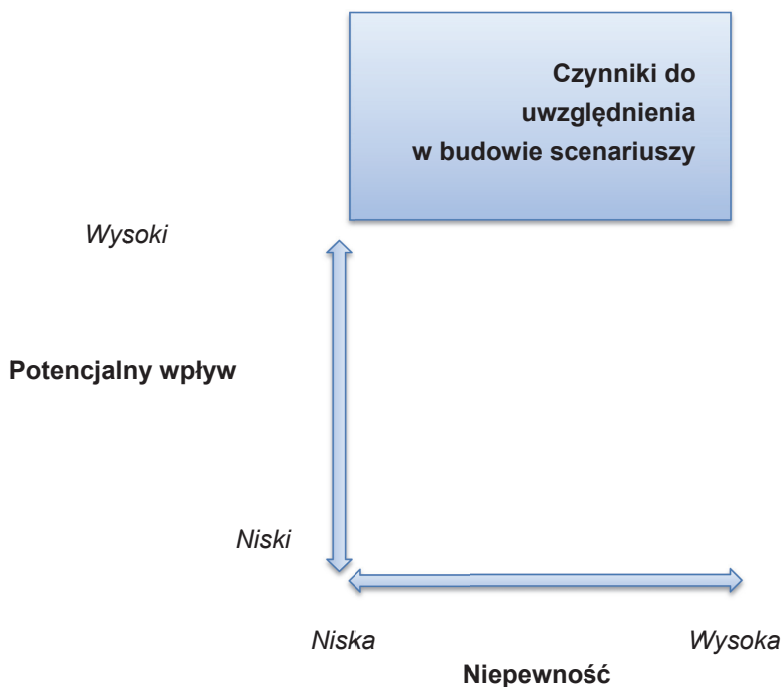 Czynniki do
uwzględnienia
w budowie scenariuszy
Wysoki
Potencjalny wpływ
Niski
Niska
Wysoka
Niepewność